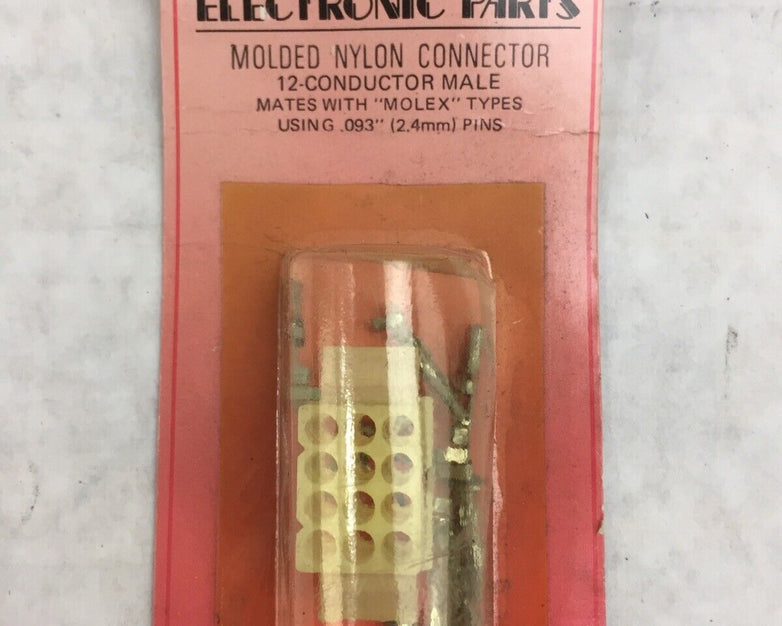 ELECTRONIC PARTS
MOLDED NYLON CONNECTOR
12-CONDUCTOR MALE
MATES WITH "MOLEX" TYPES
USING .093" (2.4mm) PINS